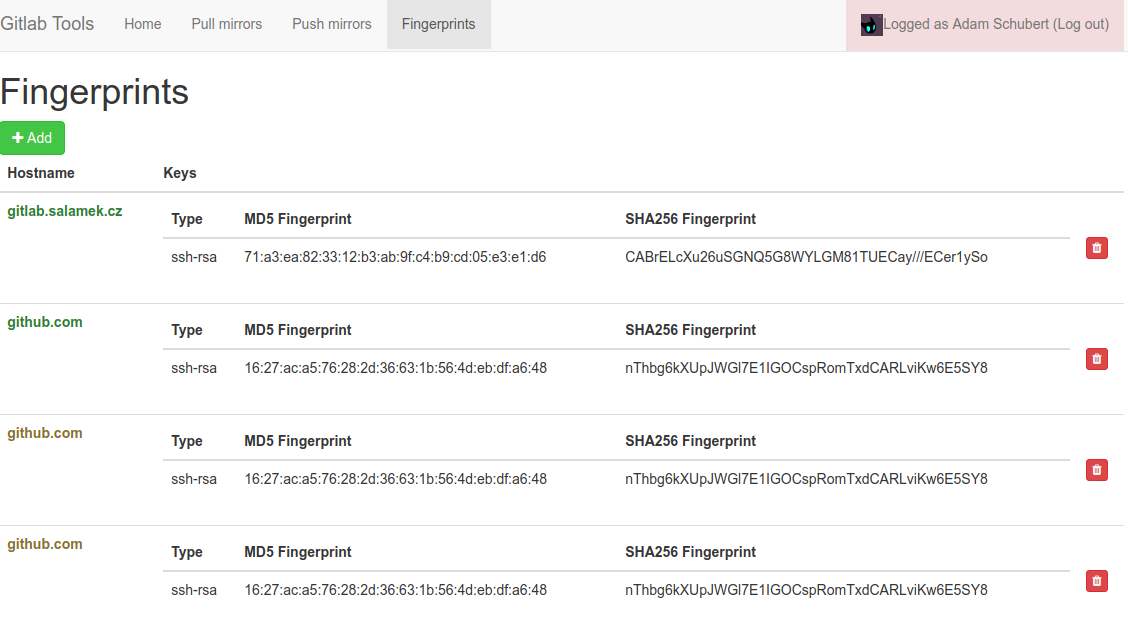 Gitlab Tools Home Pull mirrors Push mirrors Fingerprints Logged as Adam Schubert (Log out)
Fingerprints
Add
Hostname Keys
gitlab.salamek.cz
Type MD5 Fingerprint SHA256 Fingerprint
ssh-rsa 71:a3:ea:82:33:12:b3:ab:9f:c4:b9:cd:05:e3:e1:d6 CABrELcXu26uSGNQ5G8WYLGM81TUECay///ECer1ySo
github.com
Type MD5 Fingerprint SHA256 Fingerprint
ssh-rsa 16:27:ac:a5:76:28:2d:36:63:1b:56:4d:eb:df:a6:48 nThbg6kXUpJWGl7E1IGOCspRomTxdCARLviKw6E5SY8
github.com
Type MD5 Fingerprint SHA256 Fingerprint
ssh-rsa 16:27:ac:a5:76:28:2d:36:63:1b:56:4d:eb:df:a6:48 nThbg6kXUpJWGl7E1IGOCspRomTxdCARLviKw6E5SY8
github.com
Type MD5 Fingerprint SHA256 Fingerprint
ssh-rsa 16:27:ac:a5:76:28:2d:36:63:1b:56:4d:eb:df:a6:48 nThbg6kXUpJWGl7E1IGOCspRomTxdCARLviKw6E5SY8